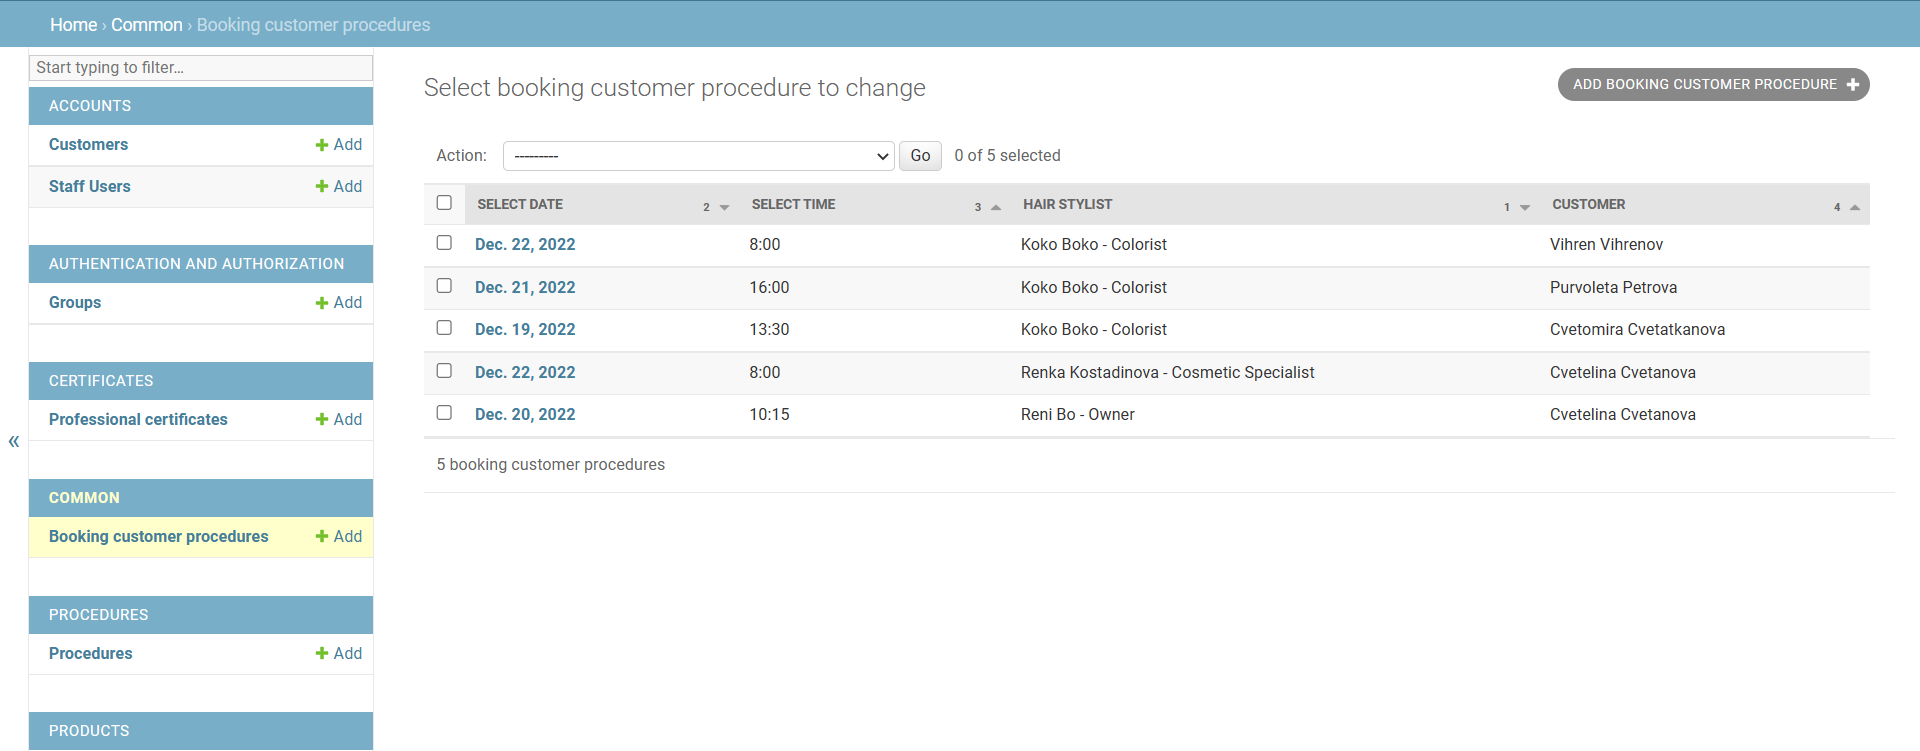 Home › Common › Booking customer procedures
Start typing to filter...
ACCOUNTS
Customers + Add
Staff Users + Add
AUTHENTICATION AND AUTHORIZATION
Groups + Add
CERTIFICATES
Professional certificates + Add
«
COMMON
Booking customer procedures + Add
PROCEDURES
Procedures + Add
PRODUCTS
Select booking customer procedure to change
ADD BOOKING CUSTOMER PROCEDURE +
Action: --------- Go 0 of 5 selected
SELECT DATE 2 SELECT TIME 3 HAIR STYLIST 1 CUSTOMER 4
Dec. 22, 2022 8:00 Koko Boko - Colorist Vihren Vihrenov
Dec. 21, 2022 16:00 Koko Boko - Colorist Purvoleta Petrova
Dec. 19, 2022 13:30 Koko Boko - Colorist Cvetomira Cvetatkanova
Dec. 22, 2022 8:00 Renka Kostadinova - Cosmetic Specialist Cvetelina Cvetanova
Dec. 20, 2022 10:15 Reni Bo - Owner Cvetelina Cvetanova
5 booking customer procedures